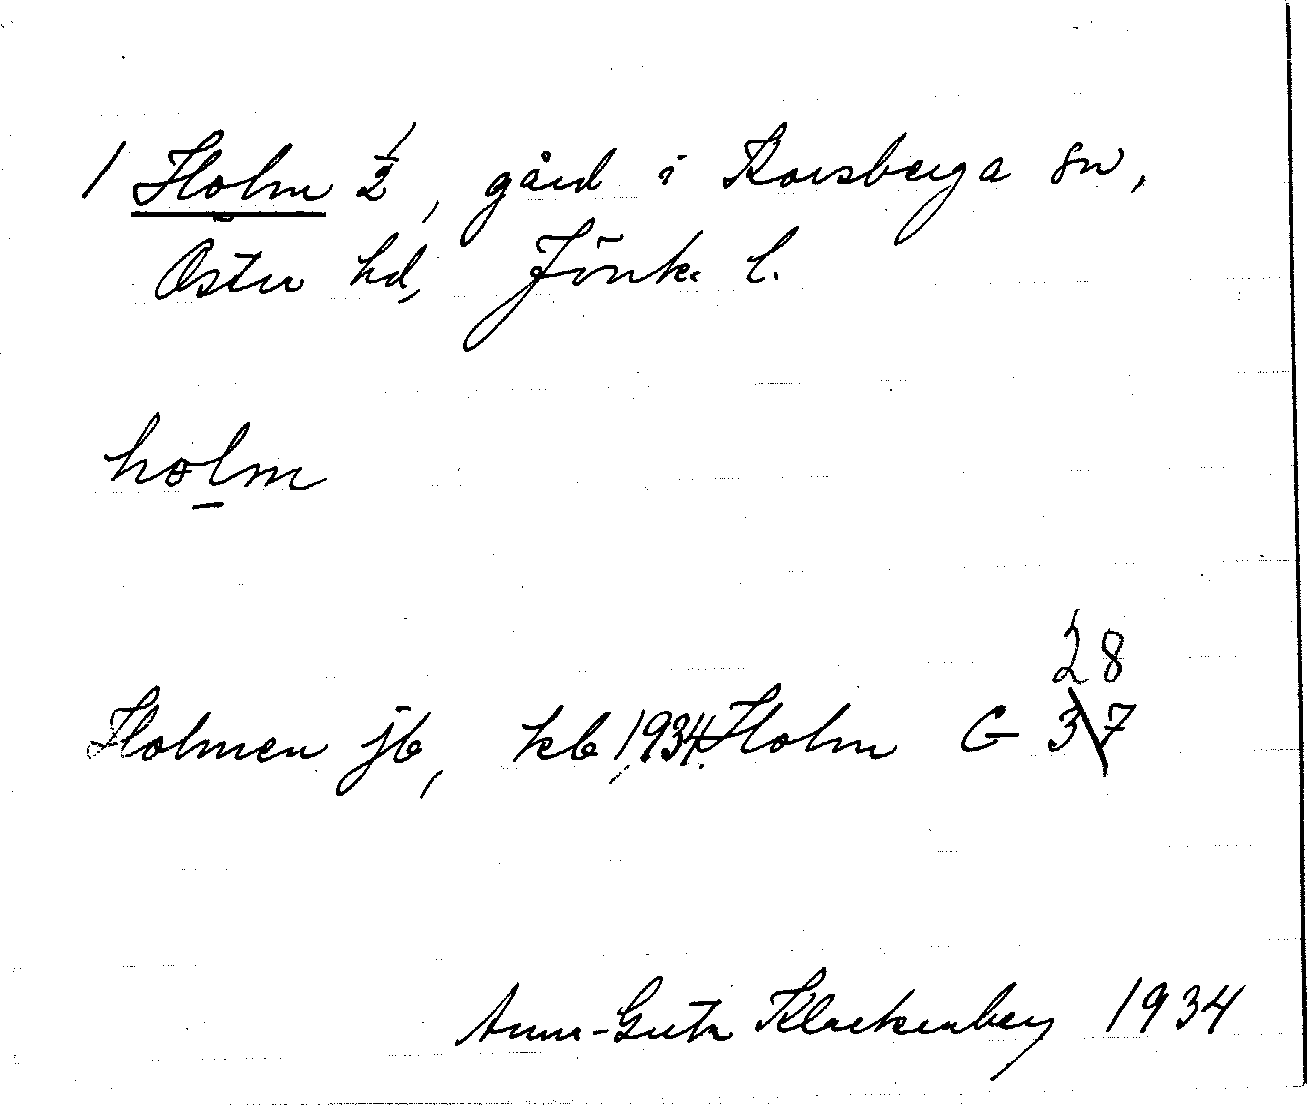 1 Holm ½, gård i Korsberga sn,
Östra hd, Jönk. l.
holm
28
Holmen jb, kb 1934. Holm G 37
Anna-Greta Klackenberg 1934